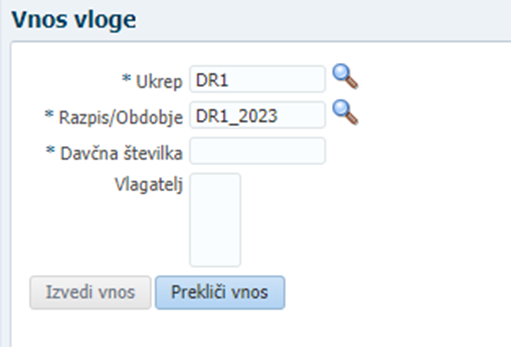 Vnos vloge
* Ukrep DR1
* Razpis/Obdobje DR1_2023
* Davčna številka
Vlagatelj
Izvedi vnos Prekliči vnos